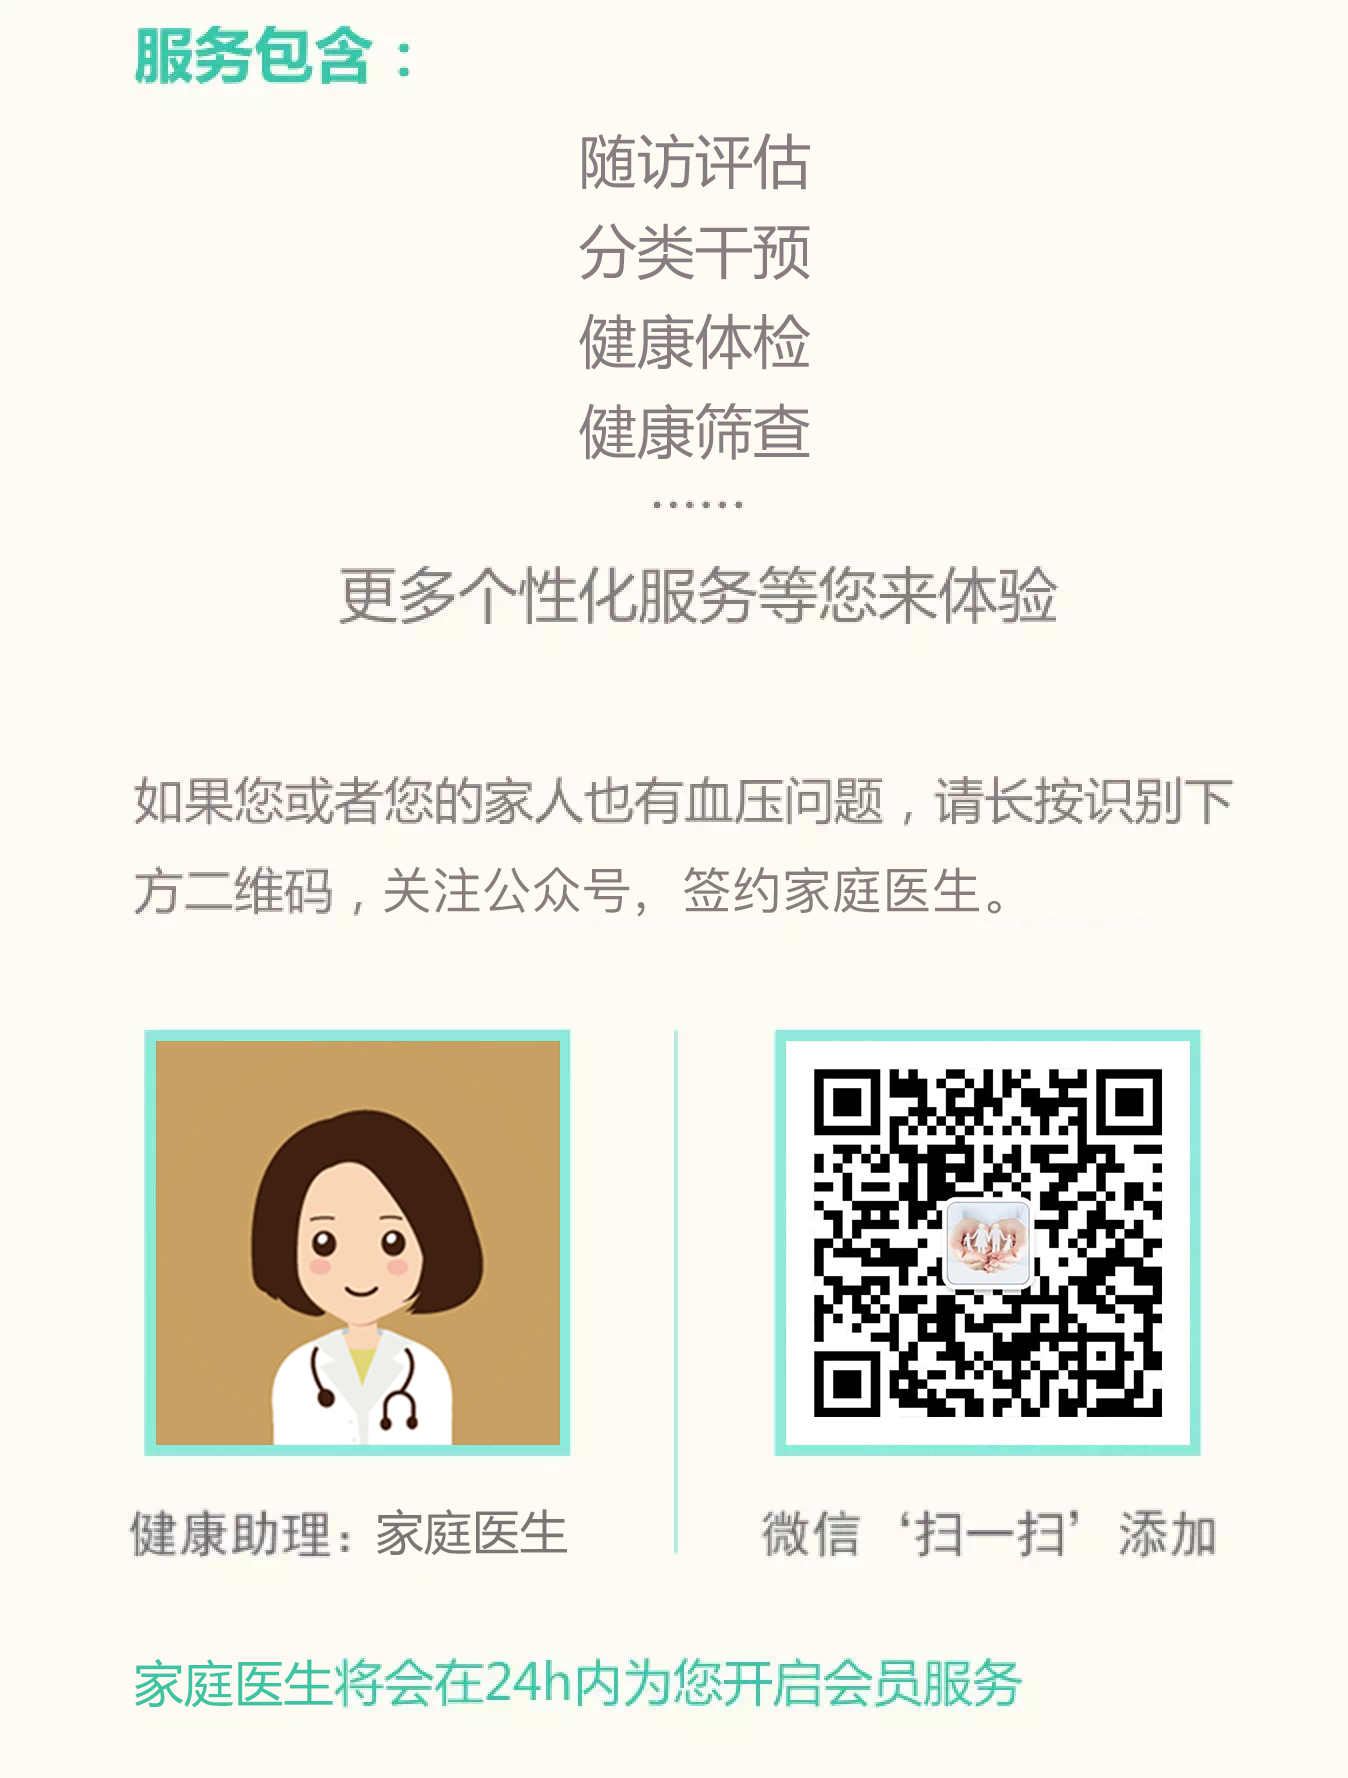 服务包含：
随访评估
分类干预
健康体检
健康筛查
······
更多个性化服务等您来体验
如果您或者您的家人也有血压问题，请长按识别下
方二维码，关注公众号，签约家庭医生。
健康助理：家庭医生
微信‘扫一扫’添加
家庭医生将会在24h内为您开启会员服务